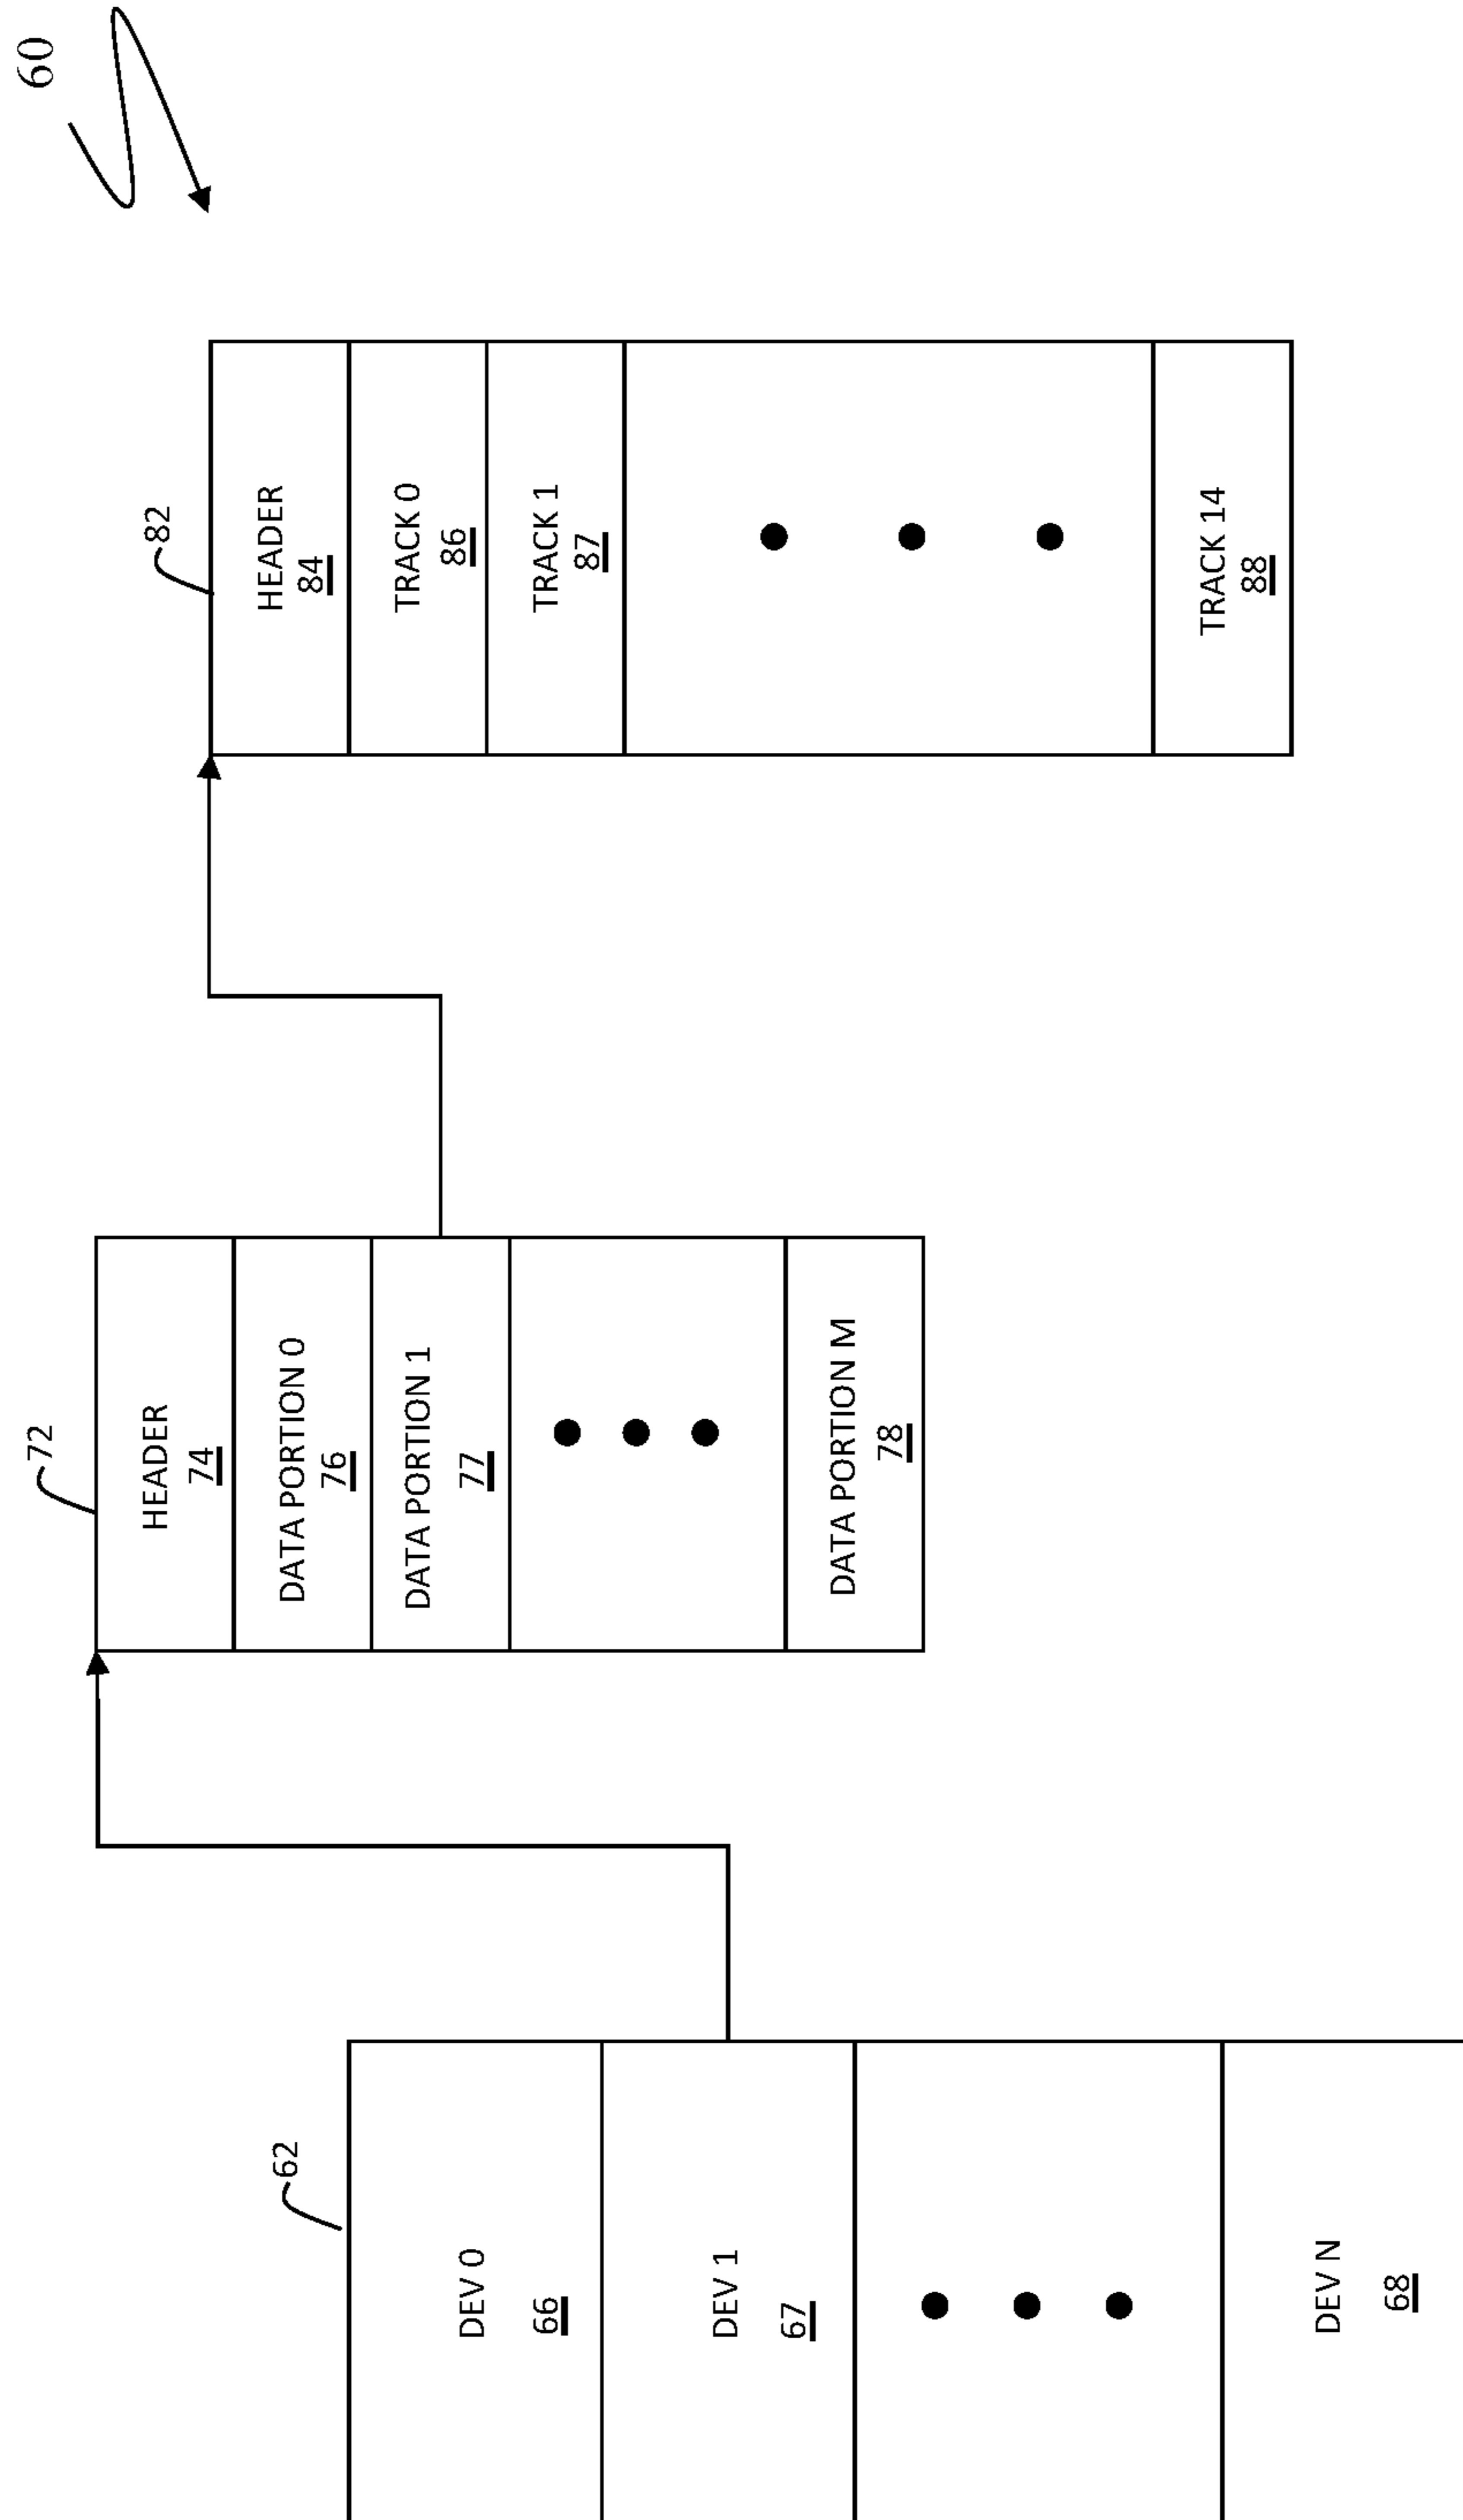 60
62
DEV 0
66
DEV 1
67
DEV N
68
72
HEADER
74
DATA PORTION 0
76
DATA PORTION 1
77
DATA PORTION M
78
82
HEADER
84
TRACK 0
86
TRACK 1
87
TRACK 14
88